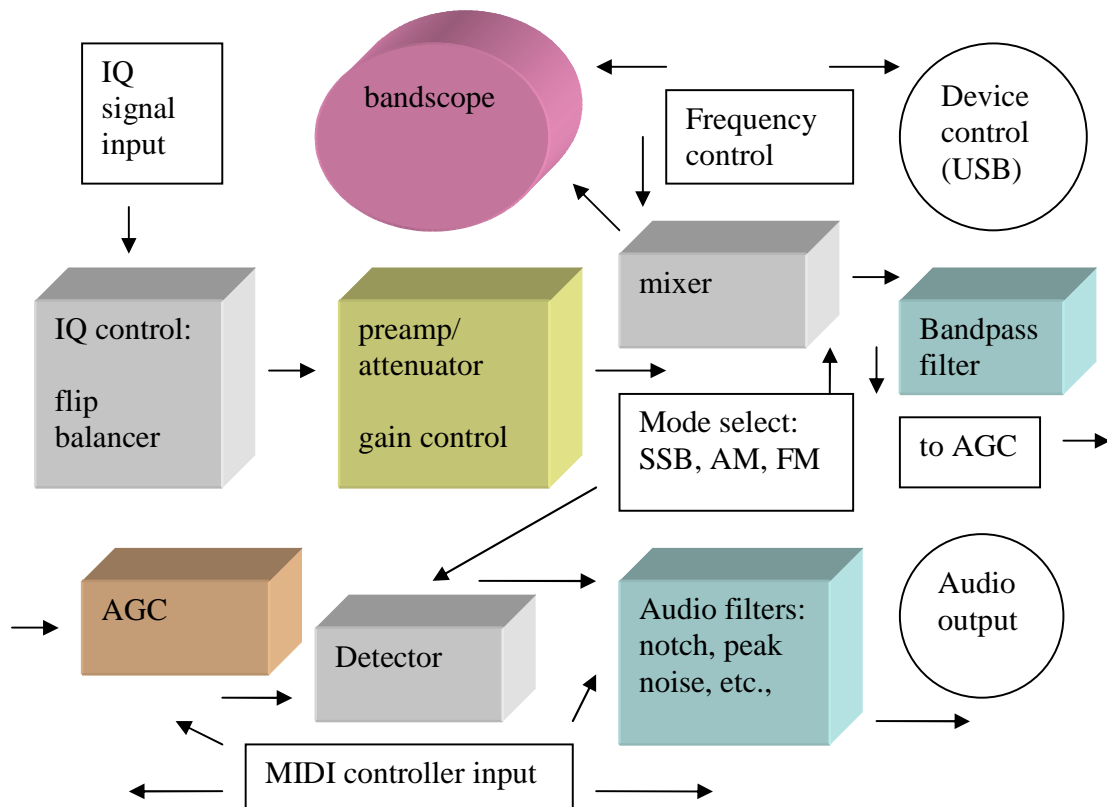 IQ
signal
input
bandscope
Frequency
control
Device
control
(USB)
IQ control:
flip
balancer
preamp/
attenuator
gain control
mixer
Bandpass
filter
Mode select:
SSB, AM, FM
to AGC
AGC
Detector
Audio filters:
notch, peak
noise, etc.,
Audio
output
MIDI controller input